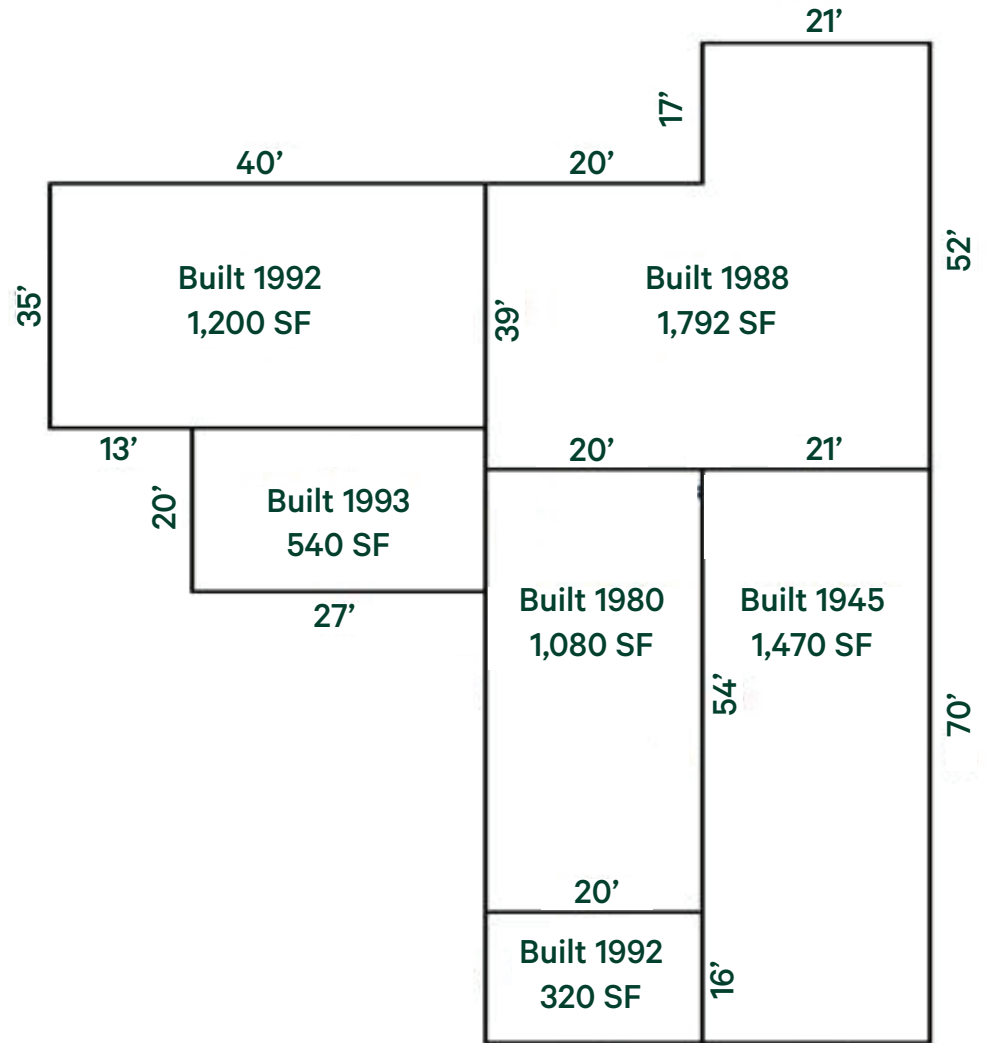 21’
17’
40’
20’
52’
Built 1992
1,200 SF
Built 1988
1,792 SF
35’
39’
13’
20’
21’
20’
Built 1993
540 SF
27’
Built 1980
1,080 SF
Built 1945
1,470 SF
54’
70’
20’
Built 1992
320 SF
16’